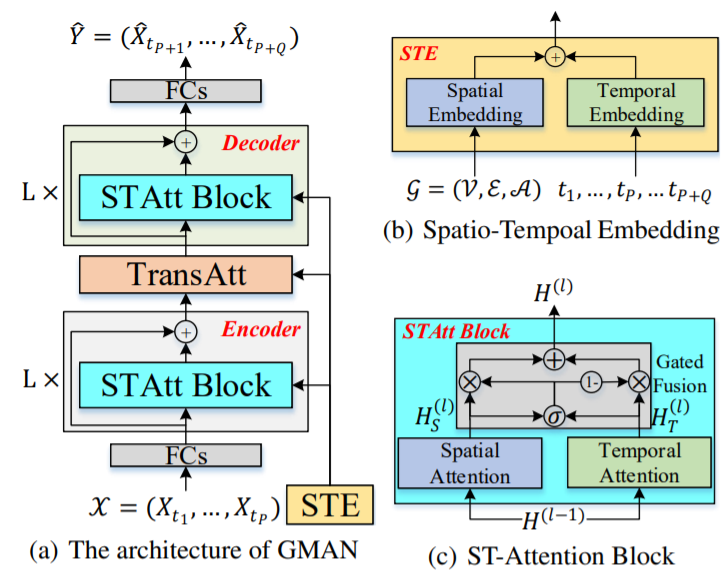 Ŷ = (X̂_{t_{P+1}}, ..., X̂_{t_{P+Q}})
FCs
Decoder
L ×
STAtt Block
TransAtt
Encoder
L ×
STAtt Block
FCs
𝒳 = (X_{t_1}, ..., X_{t_P})
STE
(a) The architecture of GMAN
STE
+
Spatial
Embedding
Temporal
Embedding
𝒢 = (𝒱, ℰ, 𝒜) t_1, ..., t_P, ... t_{P+Q}
(b) Spatio-Tempoal Embedding
H^{(l)}
STAtt Block
+
Gated
Fusion
×
1-
×
H_S^{(l)}
σ
H_T^{(l)}
Spatial
Attention
Temporal
Attention
H^{(l-1)}
(c) ST-Attention Block